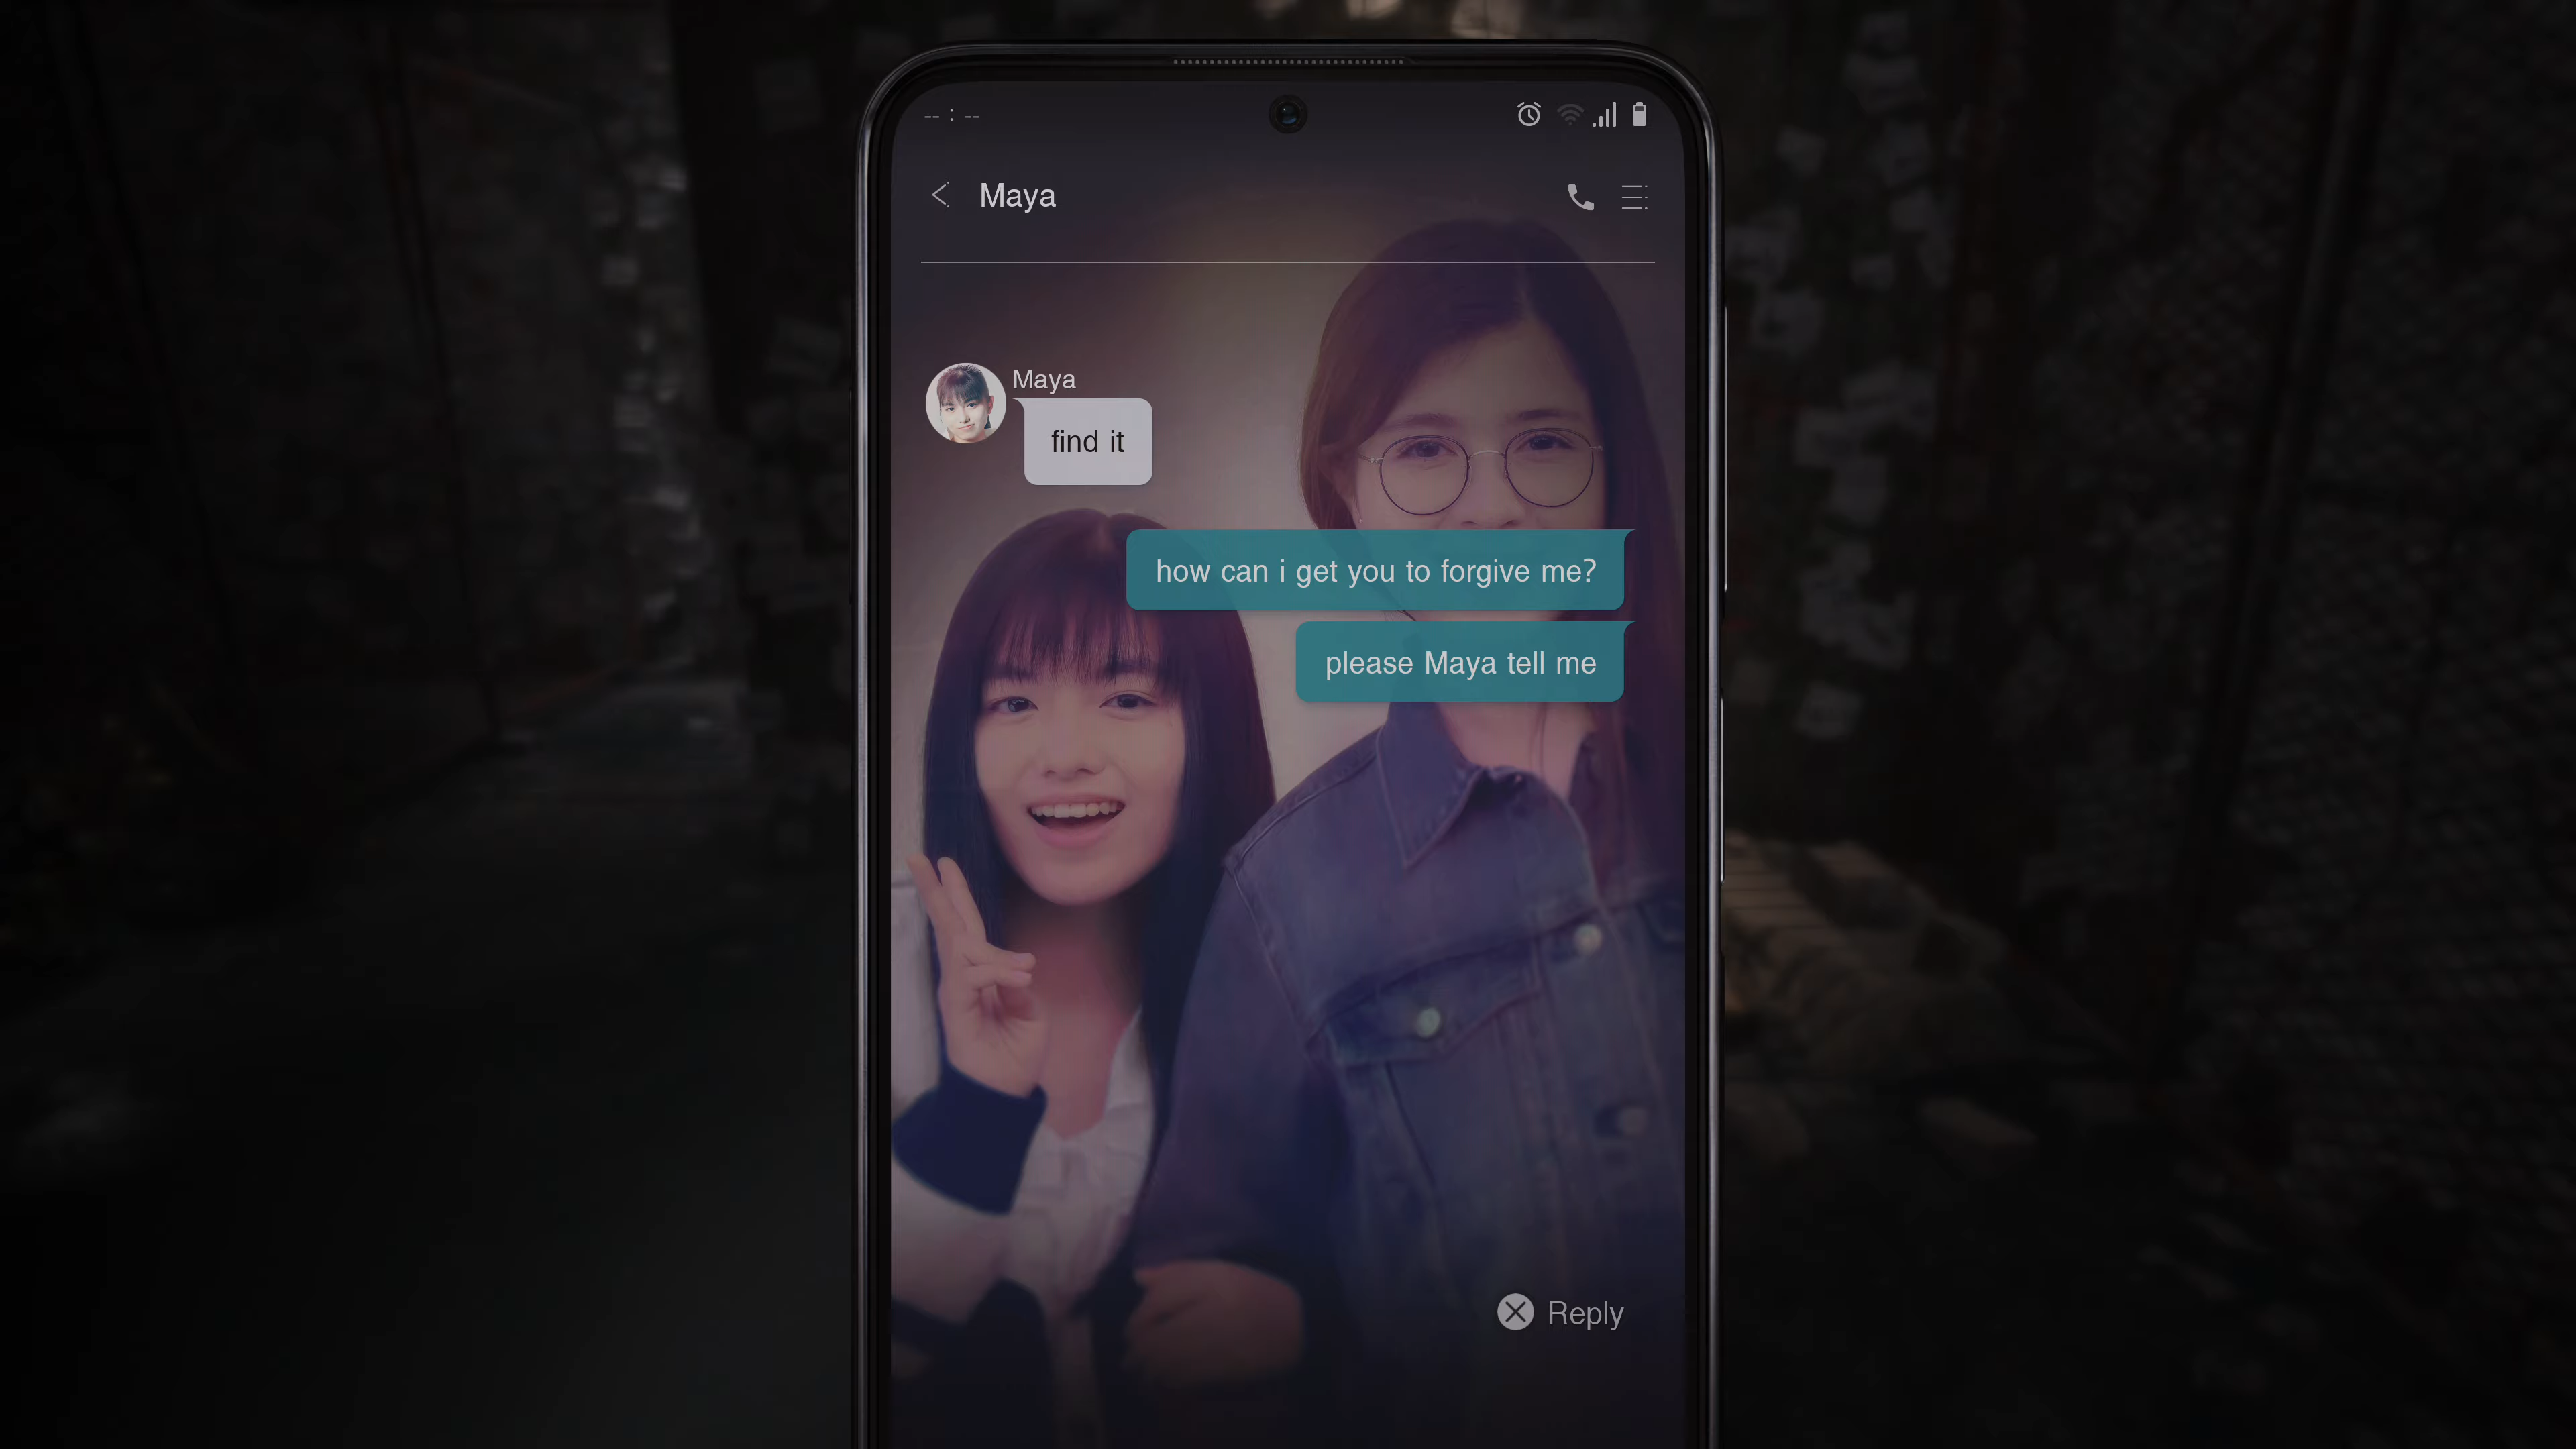 -- : --
Maya
Maya
find it
how can i get you to forgive me?
please Maya tell me
Reply